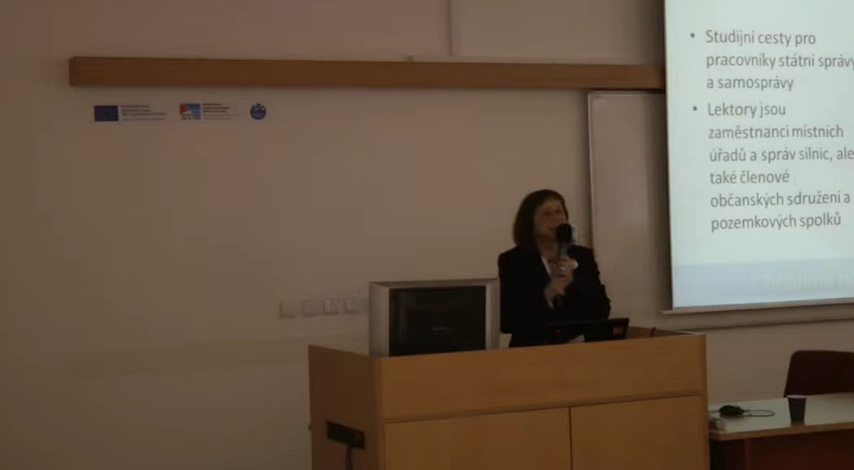 • Studijní cesty pro
pracovníky státní správy
a samosprávy
• Lektory jsou
zaměstnanci místních
úřadů a správ silnic, ale
také členové
občanských sdružení a
pozemkových spolků